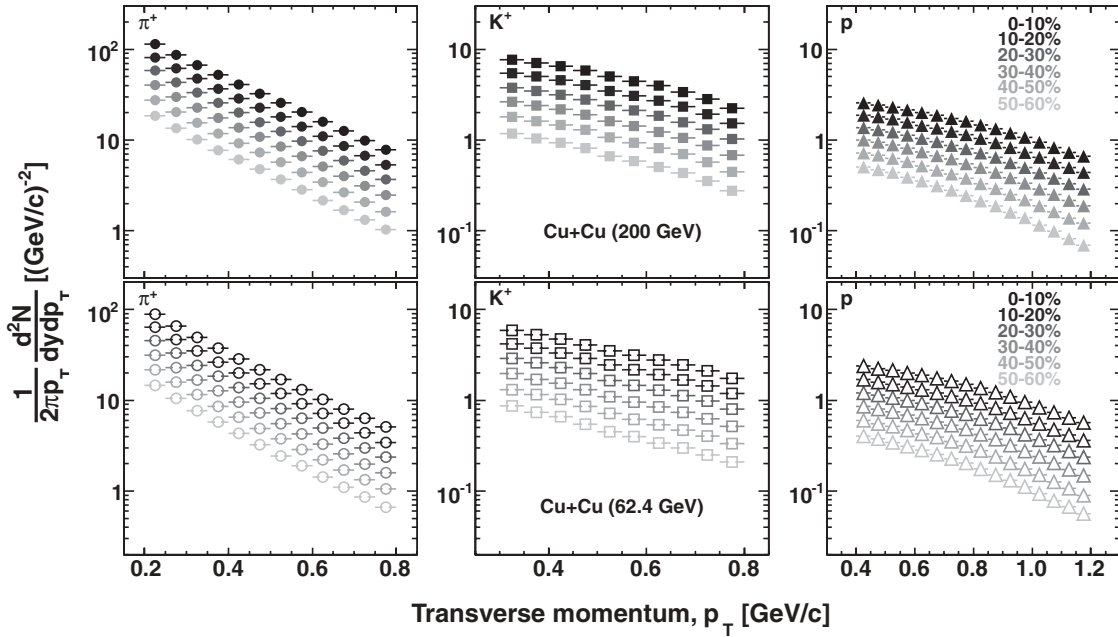 π+ K+ p 0-10%
10-20%
20-30%
30-40%
40-50%
50-60%
10² 10 1
10 1 10-1
10 1 10-1
Cu+Cu (200 GeV)
1/2πpT d²N/dydpT [(GeV/c)-2]
π+ K+ p 0-10%
10-20%
20-30%
30-40%
40-50%
50-60%
10² 10 1
10 1 10-1
10 1 10-1
Cu+Cu (62.4 GeV)
0.2 0.4 0.6 0.8 0.4 0.6 0.8 0.4 0.6 0.8 1.0 1.2
Transverse momentum, pT [GeV/c]